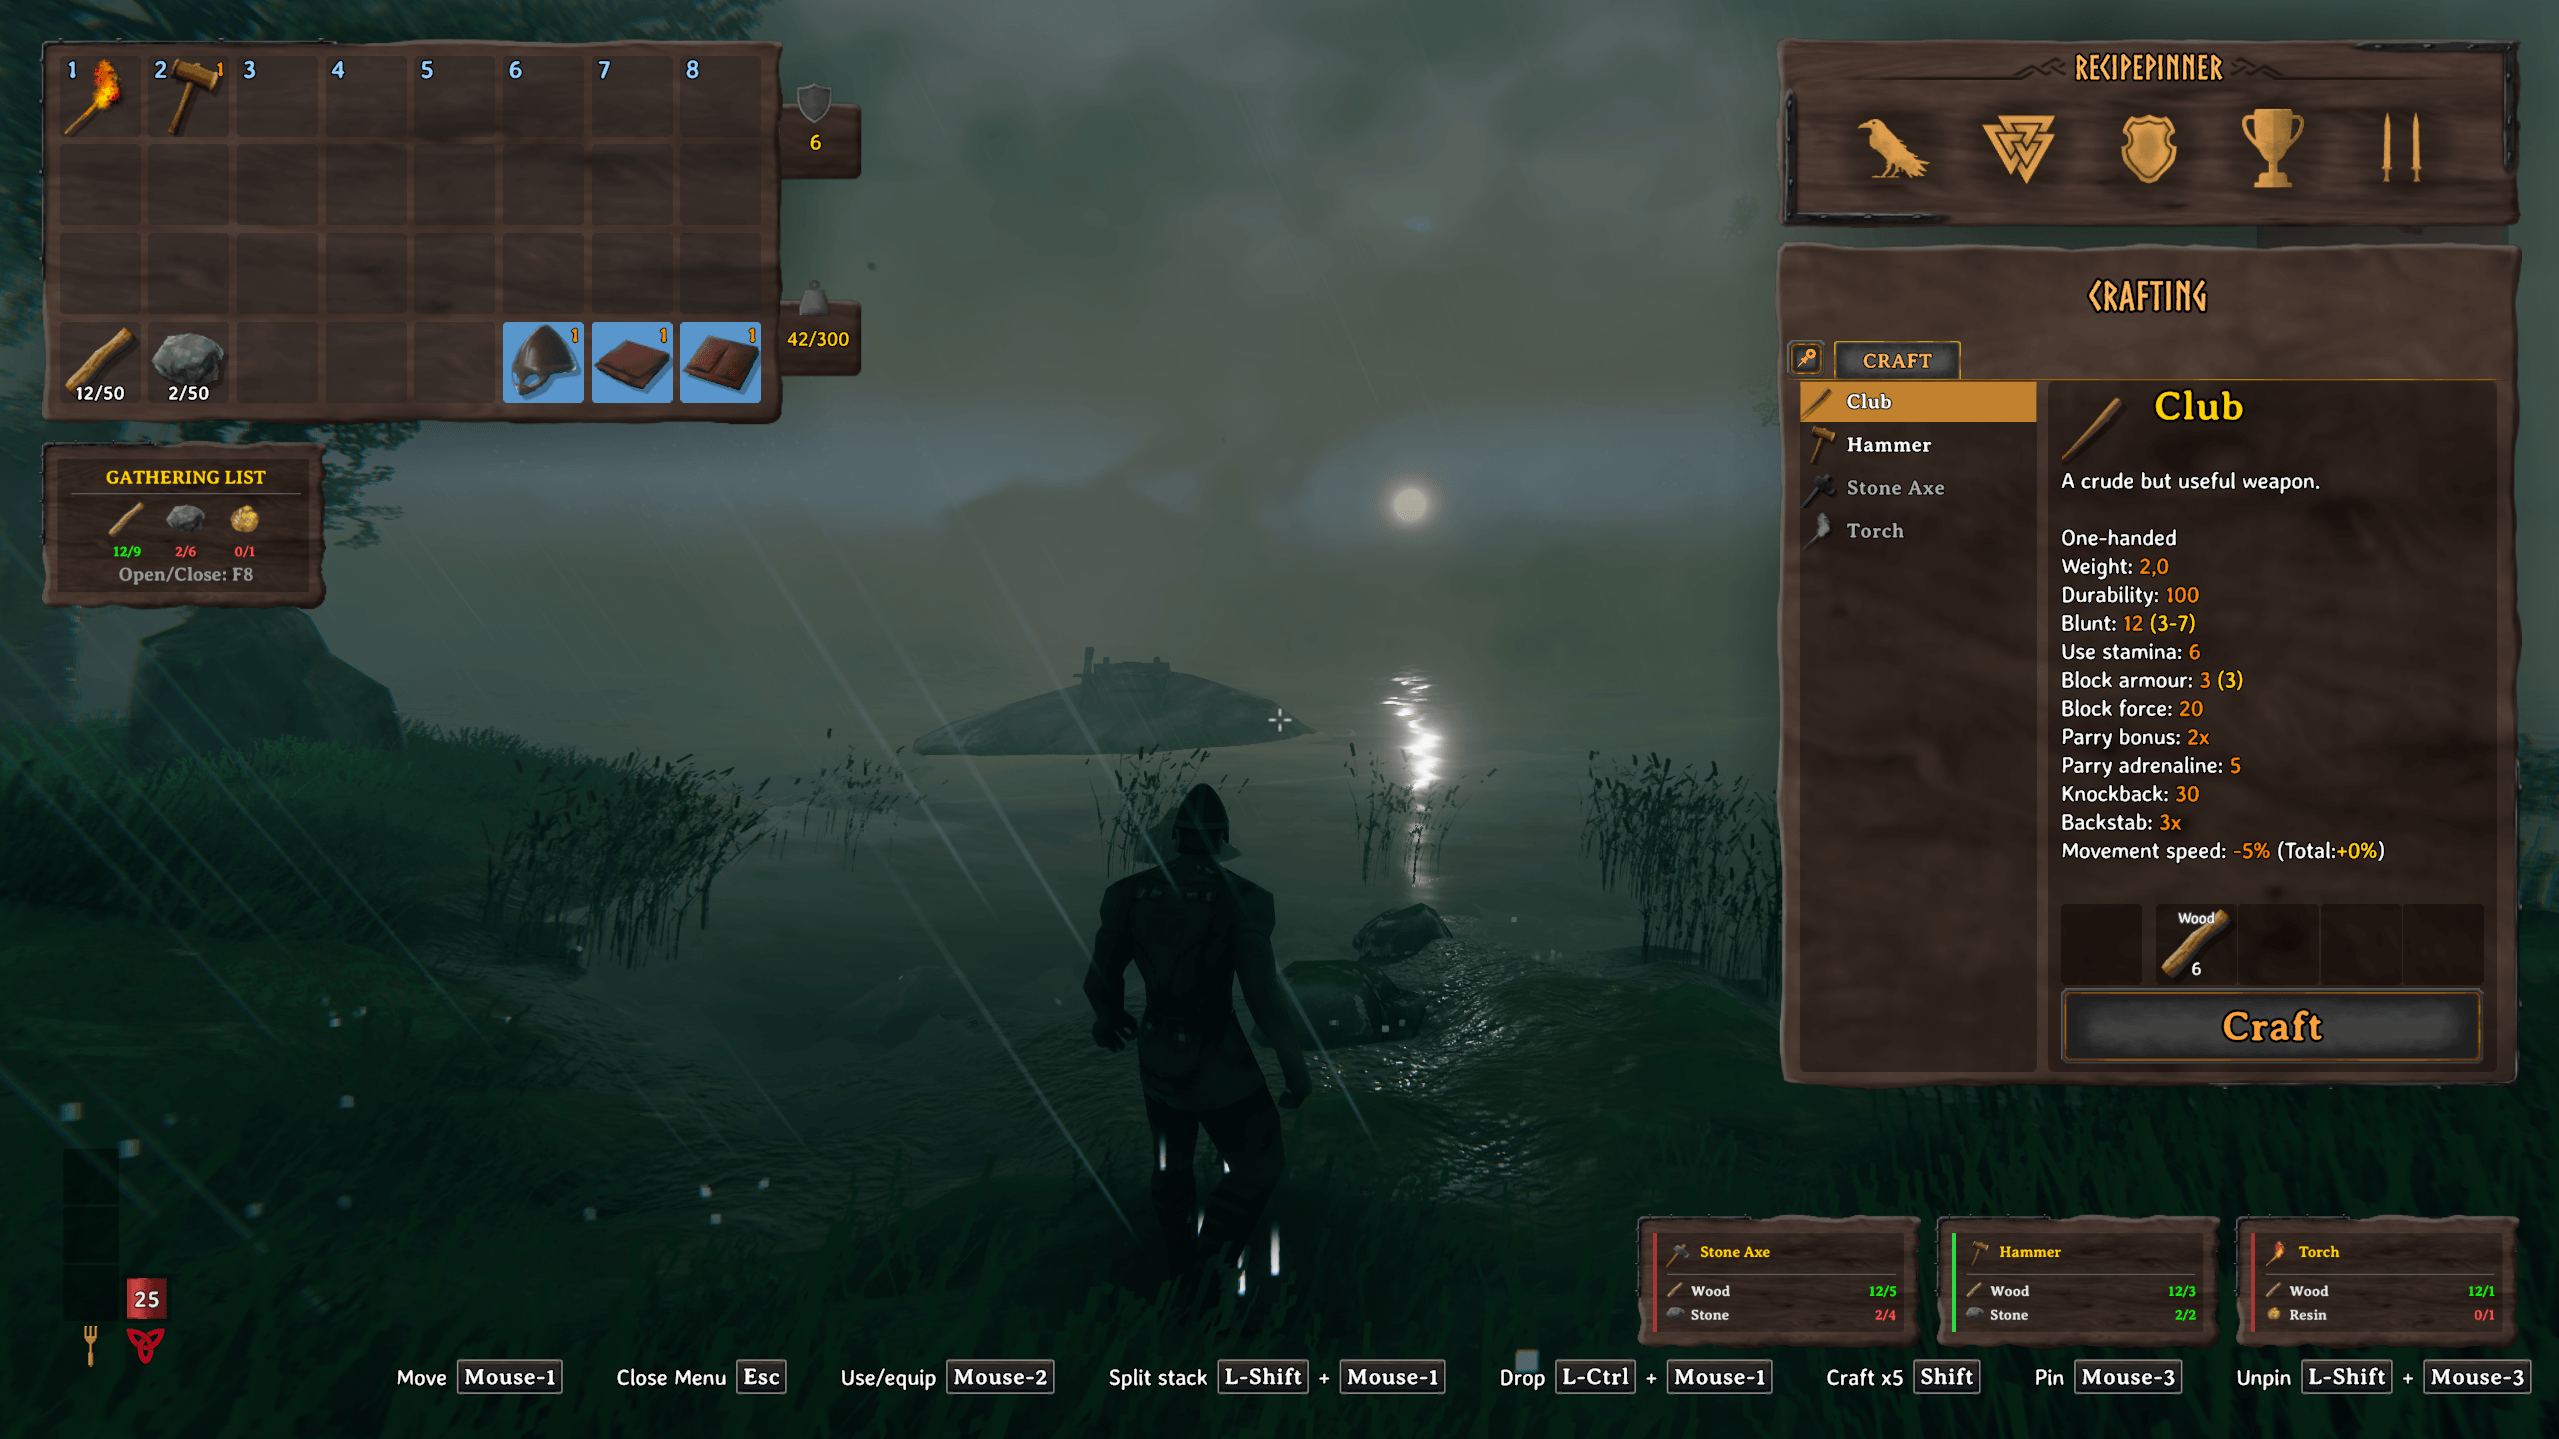 1 2 1 3 4 5 6 7 8
6
42/300
12/50 2/50 1 1 1
GATHERING LIST
12/9 2/6 0/1
Open/Close: F8
RECIPEPINNER
CRAFTING
CRAFT
Club
Hammer
Stone Axe
Torch
Club
A crude but useful weapon.
One-handed
Weight: 2,0
Durability: 100
Blunt: 12 (3-7)
Use stamina: 6
Block armour: 3 (3)
Block force: 20
Parry bonus: 2x
Parry adrenaline: 5
Knockback: 30
Backstab: 3x
Movement speed: -5% (Total:+0%)
Wood
6
Craft
Stone Axe
Wood 12/5
Stone 2/4
Hammer
Wood 12/3
Stone 2/2
Torch
Wood 12/1
Resin 0/1
25
Move Mouse-1 Close Menu Esc Use/equip Mouse-2 Split stack L-Shift + Mouse-1 Drop L-Ctrl + Mouse-1 Craft x5 Shift Pin Mouse-3 Unpin L-Shift + Mouse-3